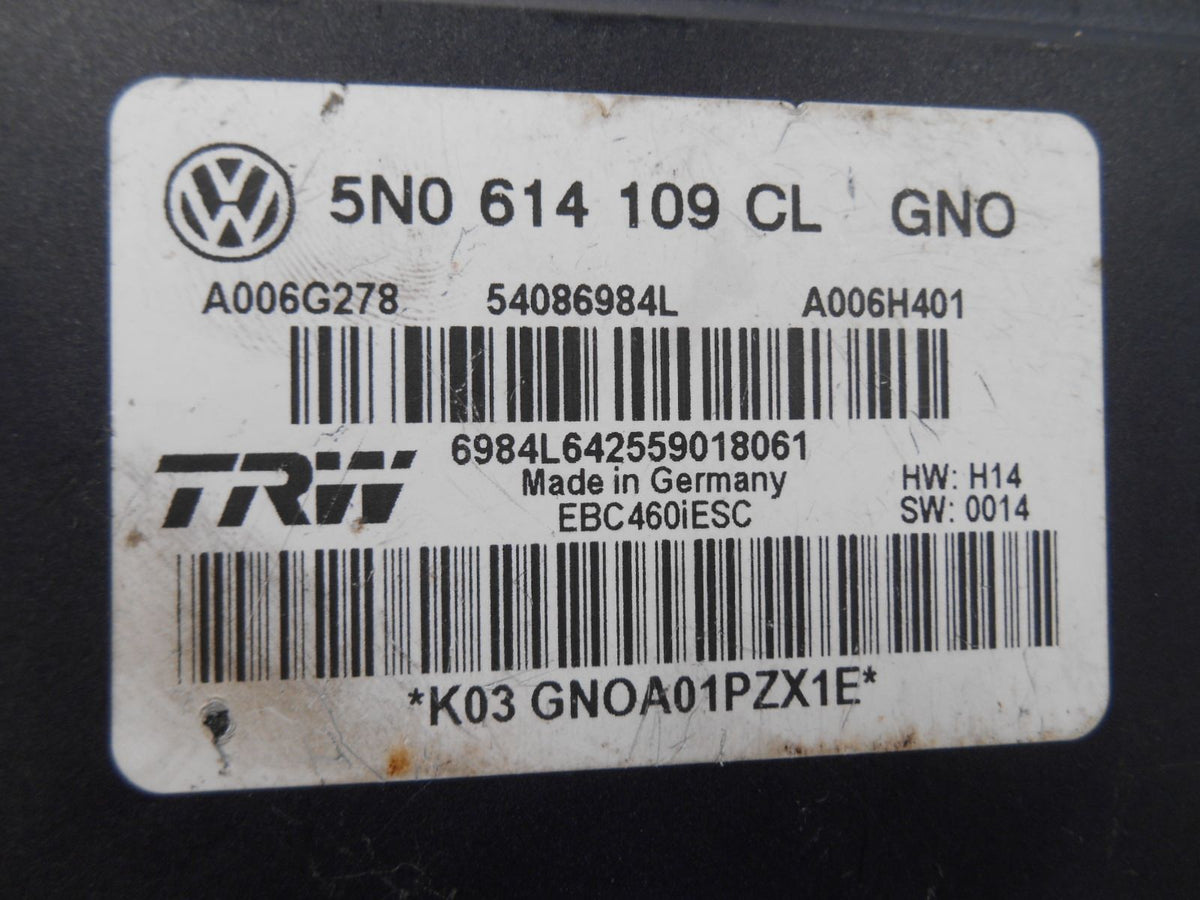 5N0 614 109 CL GNO
A006G278 54086984L A006H401
6984L642559018061
TRW Made in Germany HW: H14
EBC460iESC SW: 0014
*K03 GNOA01PZX1E*